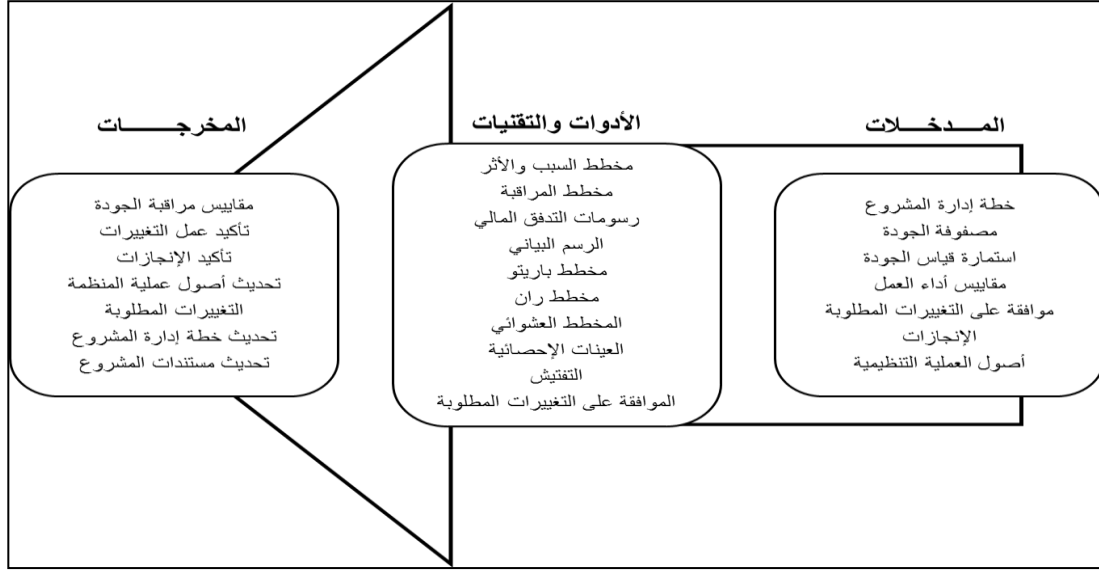 المـــدخـــلات
خطة إدارة المشروع
مصفوفة الجودة
استمارة قياس الجودة
مقاييس أداء العمل
موافقة على التغييرات المطلوبة
الإنجازات
أصول العملية التنظيمية
الأدوات والتقنيات
مخطط السبب والأثر
مخطط المراقبة
رسومات التدفق المالي
الرسم البياني
مخطط باريتو
مخطط ران
المخطط العشوائي
العينات الإحصائية
التفتيش
الموافقة على التغييرات المطلوبة
المخرجـــــات
مقاييس مراقبة الجودة
تأكيد عمل التغييرات
تأكيد الإنجازات
تحديث أصول عملية المنظمة
التغييرات المطلوبة
تحديث خطة إدارة المشروع
تحديث مستندات المشروع